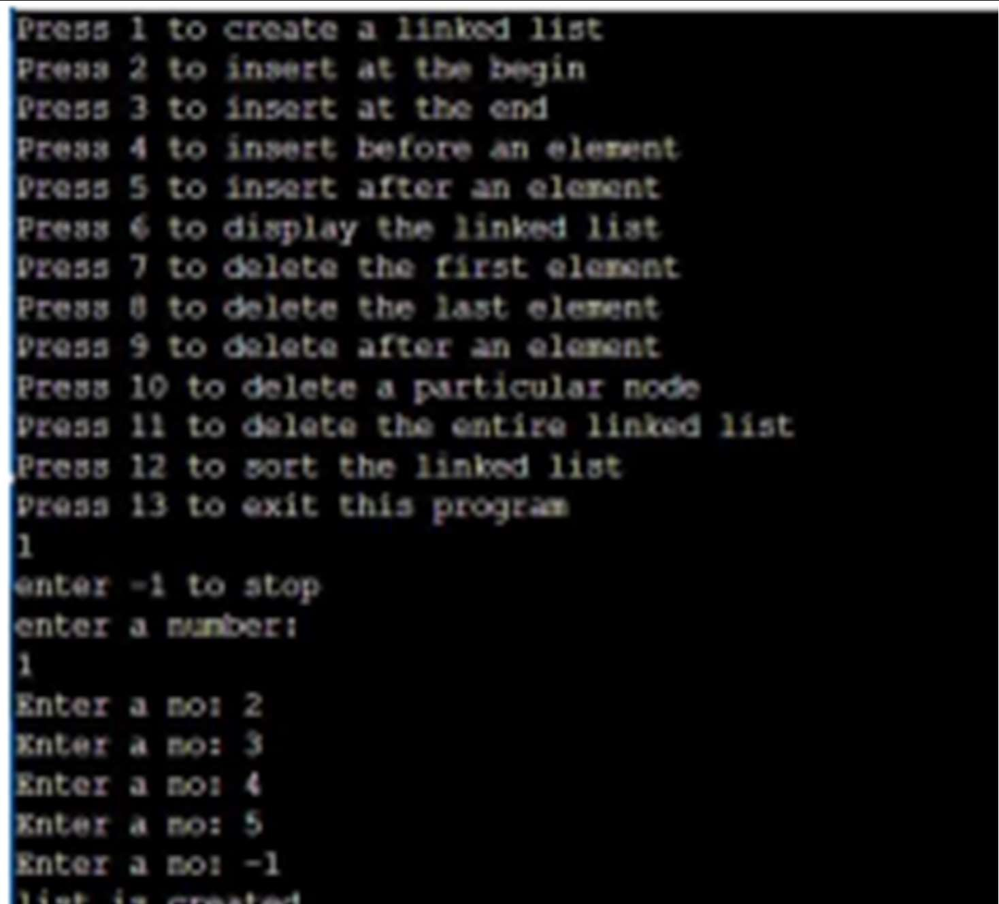 Press 1 to create a linked list
Press 2 to insert at the begin
Press 3 to insert at the end
Press 4 to insert before an element
Press 5 to insert after an element
Press 6 to display the linked list
Press 7 to delete the first element
Press 8 to delete the last element
Press 9 to delete after an element
Press 10 to delete a particular node
Press 11 to delete the entire linked list
Press 12 to sort the linked list
Press 13 to exit this program
1
enter -1 to stop
enter a number:
1
Enter a no: 2
Enter a no: 3
Enter a no: 4
Enter a no: 5
Enter a no: -1
list is created